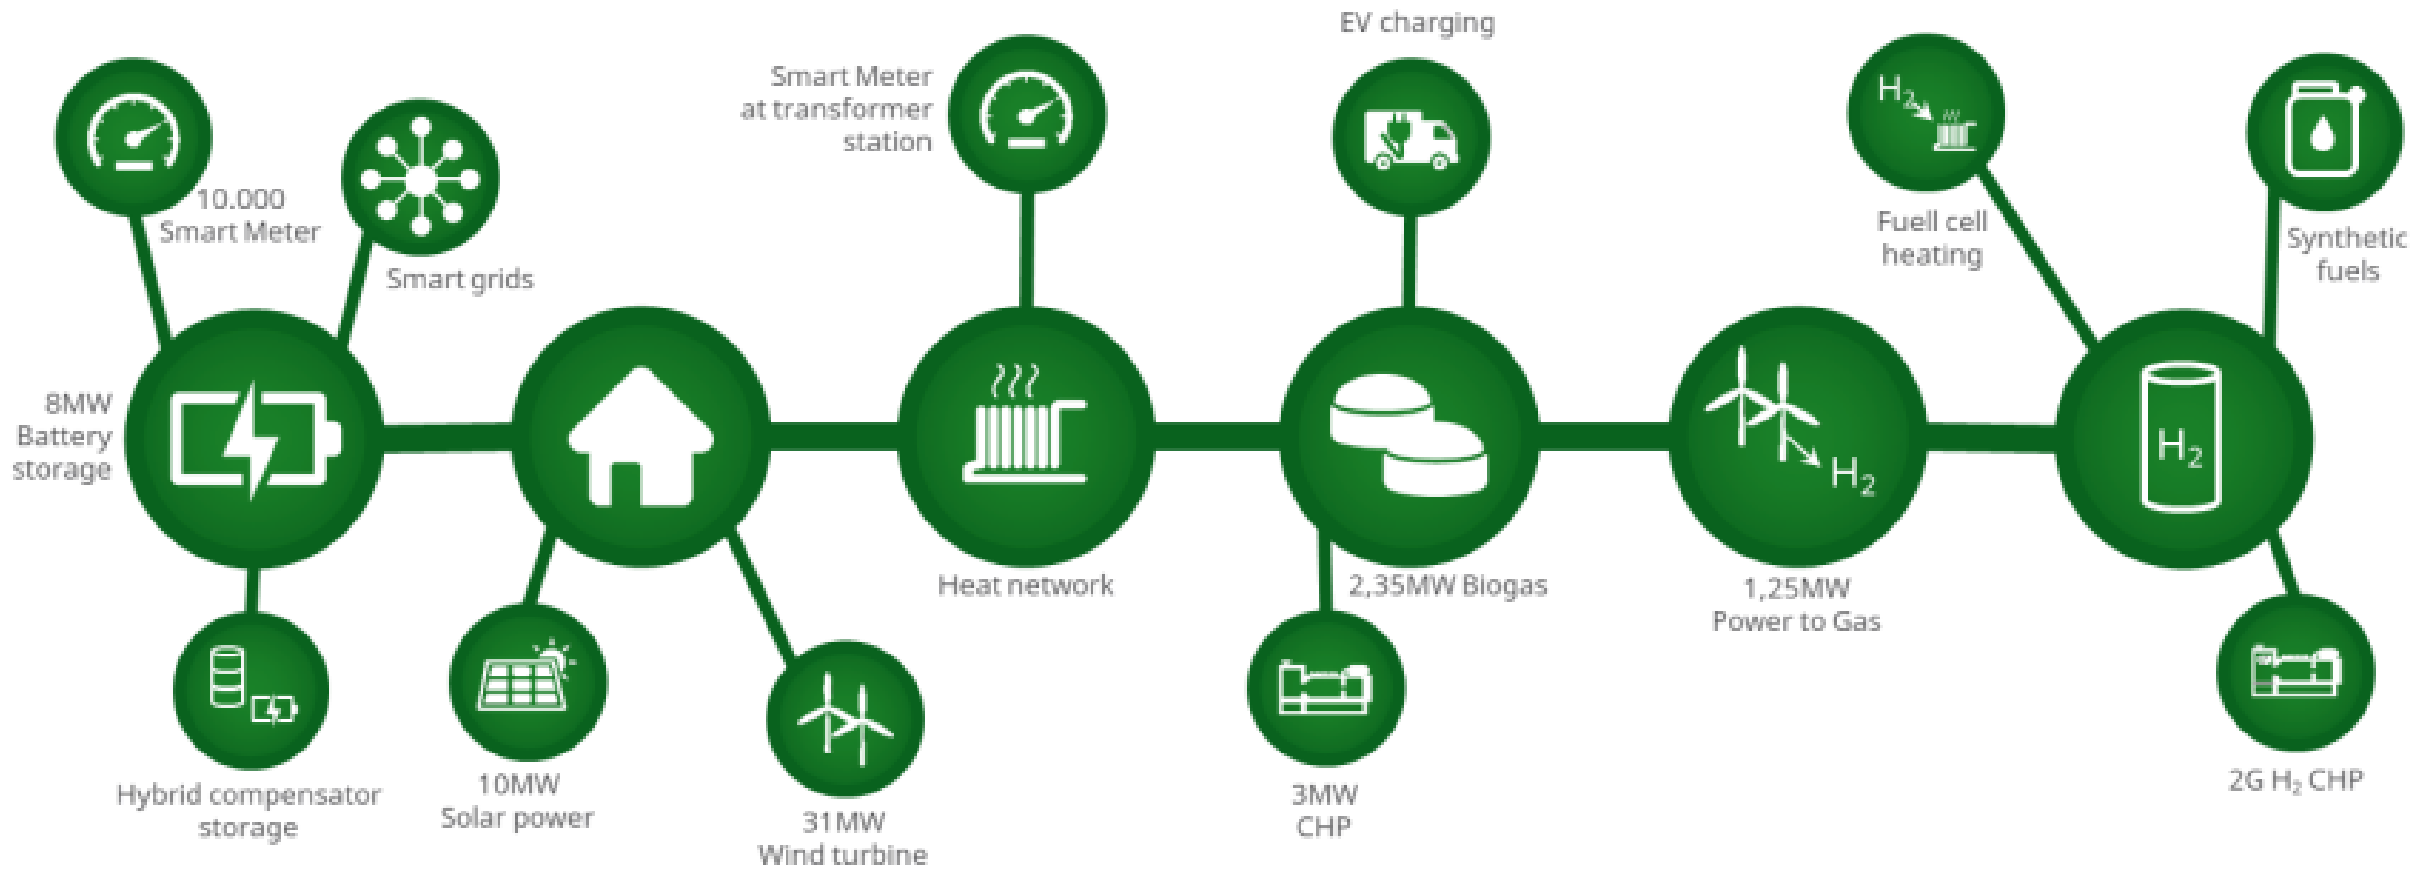 EV charging
Smart Meter
at transformer
station
H₂
10.000
Smart Meter
Smart grids
Fuell cell
heating
Synthetic
fuels
8MW
Battery
storage
H₂
H₂
Heat network
2,35MW Biogas
1,25MW
Power to Gas
Hybrid compensator
storage
10MW
Solar power
31MW
Wind turbine
3MW
CHP
2G H₂ CHP